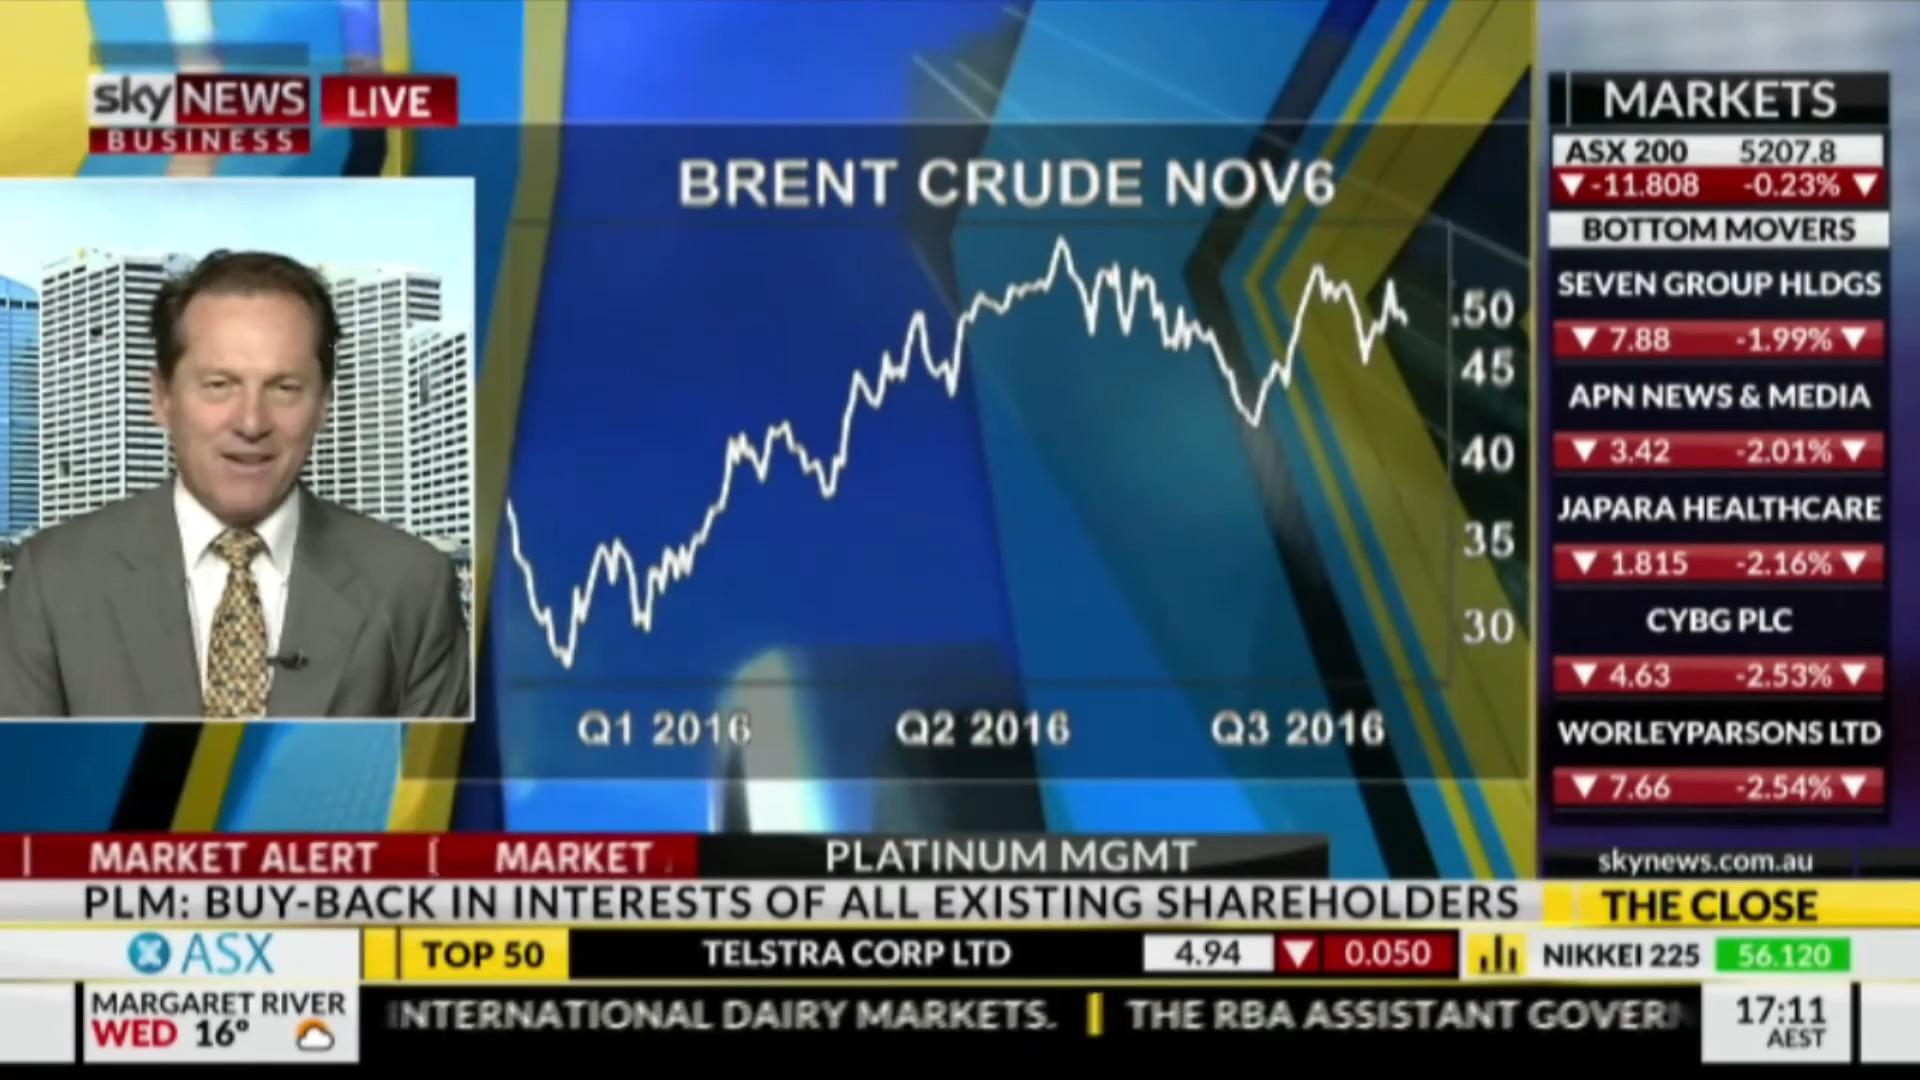 sky NEWS LIVE
BUSINESS
BRENT CRUDE NOV6
.50
45
40
35
30
Q1 2016 Q2 2016 Q3 2016
MARKETS
ASX 200 5207.8
▼ -11.808 -0.23% ▼
BOTTOM MOVERS
SEVEN GROUP HLDGS
▼ 7.88 -1.99% ▼
APN NEWS & MEDIA
▼ 3.42 -2.01% ▼
JAPARA HEALTHCARE
▼ 1.815 -2.16% ▼
CYBG PLC
▼ 4.63 -2.53% ▼
WORLEYPARSONS LTD
▼ 7.66 -2.54% ▼
skynews.com.au
MARKET ALERT [ MARKET PLATINUM MGMT
PLM: BUY-BACK IN INTERESTS OF ALL EXISTING SHAREHOLDERS THE CLOSE
ASX TOP 50 TELSTRA CORP LTD 4.94 ▼ 0.050 NIKKEI 225 56.120
MARGARET RIVER
WED 16°
INTERNATIONAL DAIRY MARKETS. | THE RBA ASSISTANT GOVER
17:11
AEST